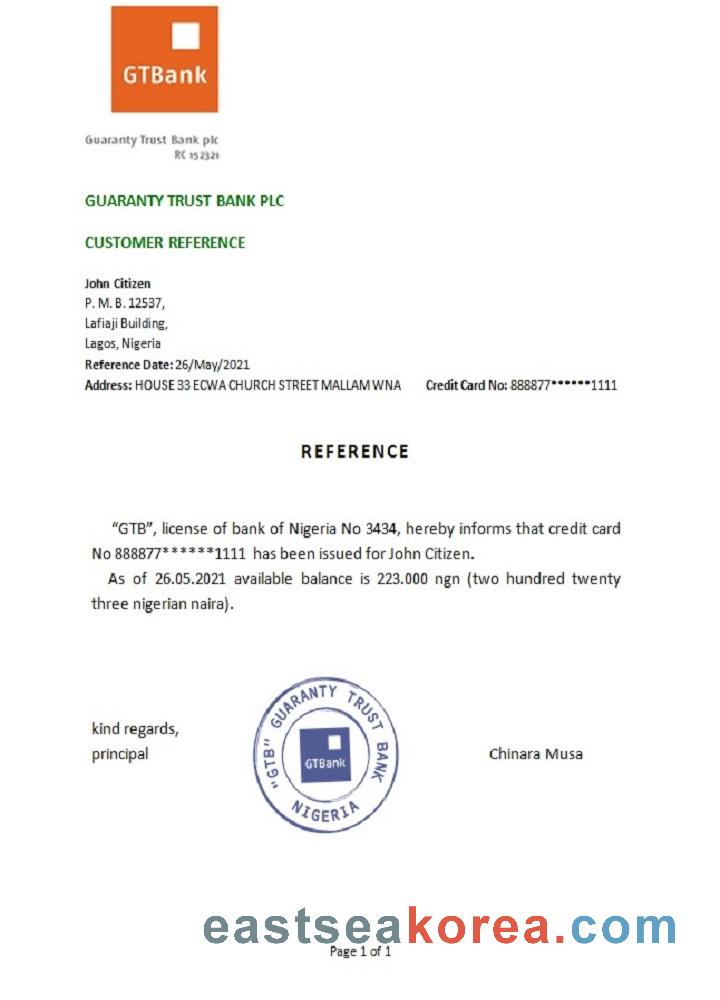 GTBank
Guaranty Trust Bank plc
RC 152321
GUARANTY TRUST BANK PLC
CUSTOMER REFERENCE
John Citizen
P. M. B. 12537,
Lafiaji Building,
Lagos, Nigeria
Reference Date: 26/May/2021
Address: HOUSE 33 ECWA CHURCH STREET MALLAM WNA Credit Card No: 888877******1111
REFERENCE
“GTB”, license of bank of Nigeria No 3434, hereby informs that credit card
No 888877******1111 has been issued for John Citizen.
As of 26.05.2021 available balance is 223.000 ngn (two hundred twenty
three nigerian naira).
kind regards,
principal
"GTB" GUARANTY TRUST BANK
GTBank
NIGERIA
Chinara Musa
eastseakorea.com
Page 1 of 1